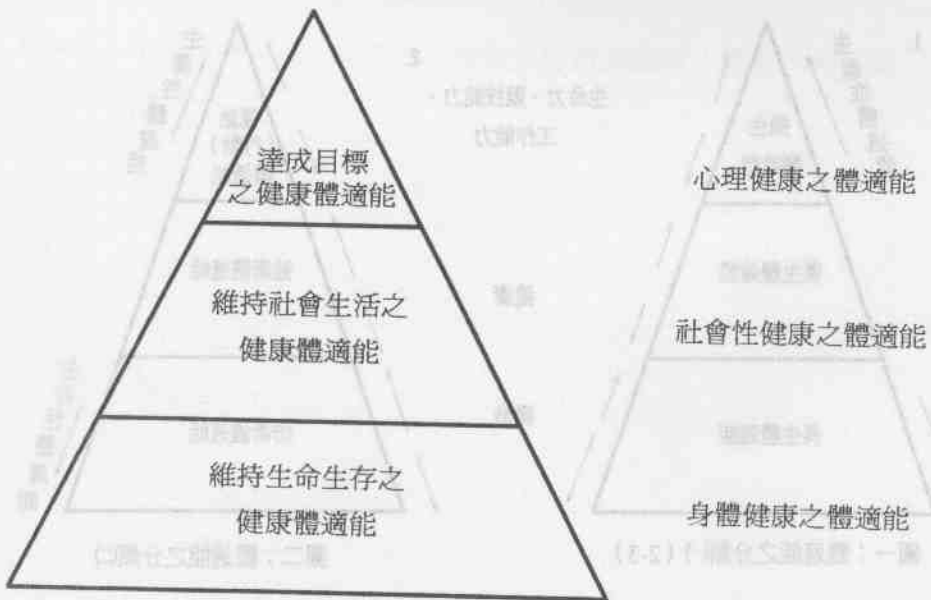 達成目標
之健康體適能
心理健康之體適能
維持社會生活之
健康體適能
社會性健康之體適能
維持生命生存之
健康體適能
身體健康之體適能